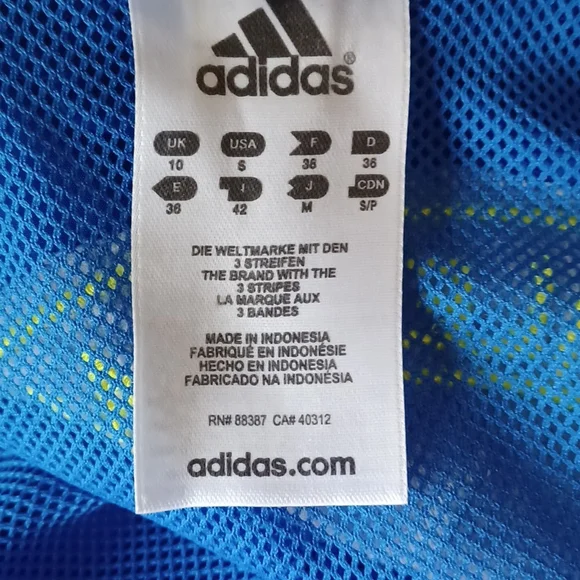 adidas®
UK USA F D
10 S 36 36
E I J CDN
38 42 M S/P
DIE WELTMARKE MIT DEN
3 STREIFEN
THE BRAND WITH THE
3 STRIPES
LA MARQUE AUX
3 BANDES
MADE IN INDONESIA
FABRIQUÉ EN INDONÉSIE
HECHO EN INDONESIA
FABRICADO NA INDONÉSIA
RN# 88387 CA# 40312
adidas.com